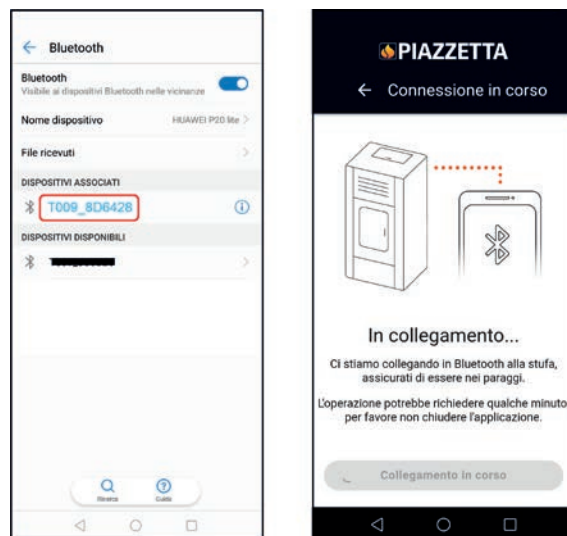 Bluetooth
Bluetooth
Visibile ai dispositivi Bluetooth nelle vicinanze
Nome dispositivo HUAWEI P20 lite
File ricevuti
DISPOSITIVI ASSOCIATI
T009_8D6428
DISPOSITIVI DISPONIBILI
Ricerca Guida
PIAZZETTA
Connessione in corso
In collegamento...
Ci stiamo collegando in Bluetooth alla stufa,
assicurati di essere nei paraggi.
L'operazione potrebbe richiedere qualche minuto
per favore non chiudere l'applicazione.
Collegamento in corso